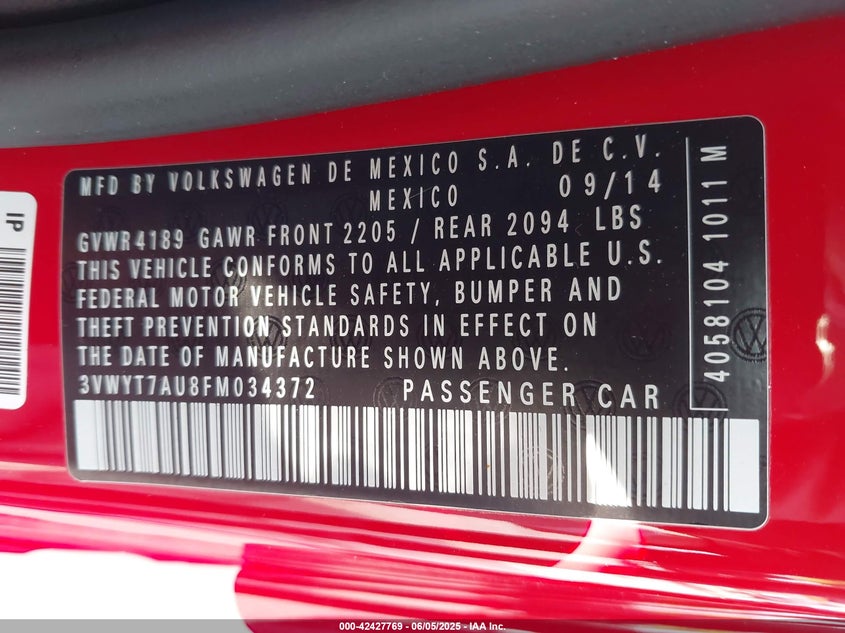 MFD BY VOLKSWAGEN DE MEXICO S.A. DE C.V.
MEXICO 09/14
GVWR 4189 GAWR FRONT 2205 / REAR 2094 LBS
THIS VEHICLE CONFORMS TO ALL APPLICABLE U.S.
FEDERAL MOTOR VEHICLE SAFETY, BUMPER AND
THEFT PREVENTION STANDARDS IN EFFECT ON
THE DATE OF MANUFACTURE SHOWN ABOVE.
3VWYT7AU8FM034372 PASSENGER CAR
4058104 1011 M
IP
000-42427769 - 06/05/2025 - IAA Inc.